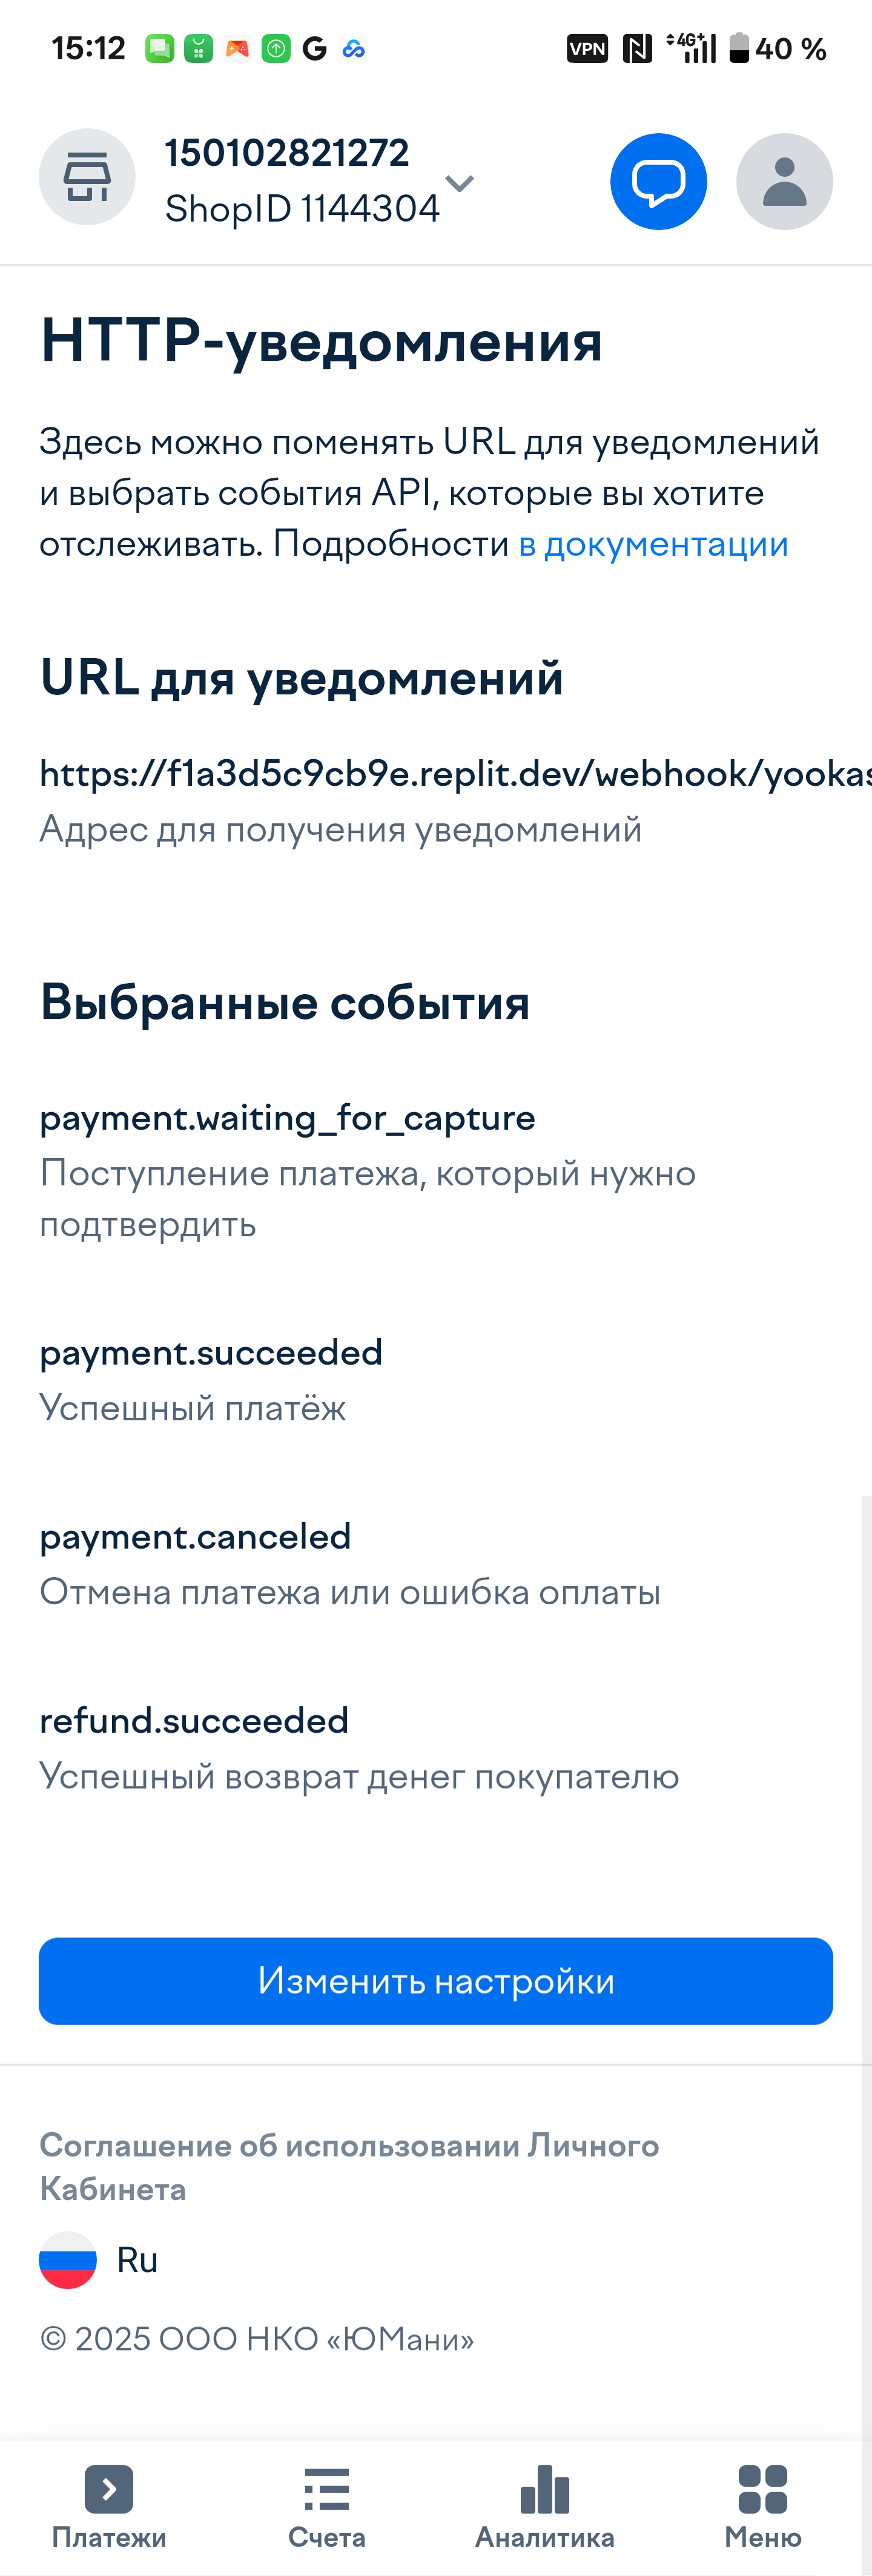 15:12
VPN
4G+
40 %
150102821272
ShopID 1144304
HTTP-уведомления
Здесь можно поменять URL для уведомлений
и выбрать события API, которые вы хотите
отслеживать. Подробности в документации
URL для уведомлений
https://f1a3d5c9cb9e.replit.dev/webhook/yookas
Адрес для получения уведомлений
Выбранные события
payment.waiting_for_capture
Поступление платежа, который нужно
подтвердить
payment.succeeded
Успешный платёж
payment.canceled
Отмена платежа или ошибка оплаты
refund.succeeded
Успешный возврат денег покупателю
Изменить настройки
Соглашение об использовании Личного
Кабинета
Ru
© 2025 ООО НКО «ЮМани»
Платежи
Счета
Аналитика
Меню